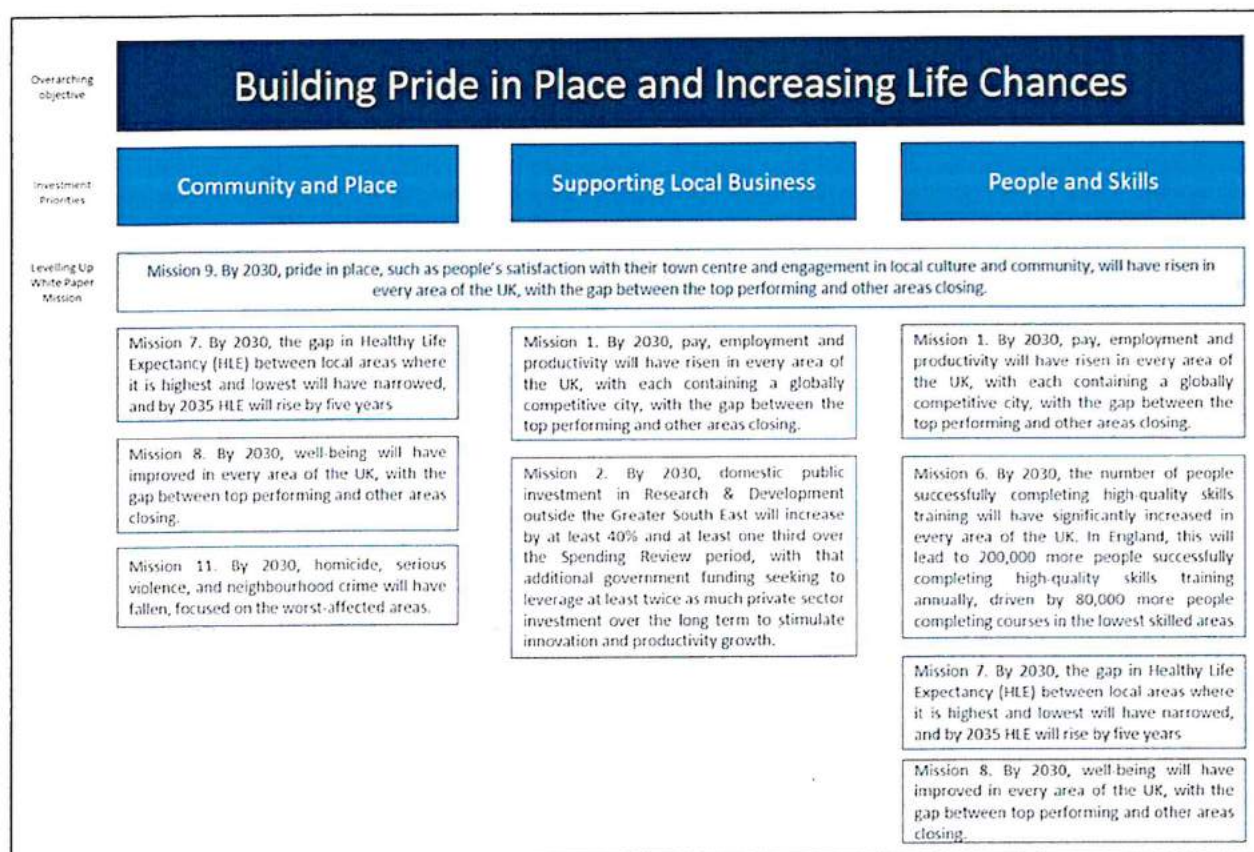 Overarching
objective
Building Pride in Place and Increasing Life Chances
Investment
Priorities
Community and Place
Supporting Local Business
People and Skills
Levelling Up
White Paper
Mission
Mission 9. By 2030, pride in place, such as people's satisfaction with their town centre and engagement in local culture and community, will have risen in
every area of the UK, with the gap between the top performing and other areas closing.
Mission 7. By 2030, the gap in Healthy Life
Expectancy (HLE) between local areas where
it is highest and lowest will have narrowed,
and by 2035 HLE will rise by five years
Mission 8. By 2030, well-being will have
improved in every area of the UK, with the
gap between top performing and other areas
closing.
Mission 11. By 2030, homicide, serious
violence, and neighbourhood crime will have
fallen, focused on the worst-affected areas.
Mission 1. By 2030, pay, employment and
productivity will have risen in every area of
the UK, with each containing a globally
competitive city, with the gap between the
top performing and other areas closing.
Mission 2. By 2030, domestic public
investment in Research & Development
outside the Greater South East will increase
by at least 40% and at least one third over
the Spending Review period, with that
additional government funding seeking to
leverage at least twice as much private sector
investment over the long term to stimulate
innovation and productivity growth.
Mission 1. By 2030, pay, employment and
productivity will have risen in every area of
the UK, with each containing a globally
competitive city, with the gap between the
top performing and other areas closing.
Mission 6. By 2030, the number of people
successfully completing high-quality skills
training will have significantly increased in
every area of the UK. In England, this will
lead to 200,000 more people successfully
completing high-quality skills training
annually, driven by 80,000 more people
completing courses in the lowest skilled areas
Mission 7. By 2030, the gap in Healthy Life
Expectancy (HLE) between local areas where
it is highest and lowest will have narrowed,
and by 2035 HLE will rise by five years
Mission 8. By 2030, well-being will have
improved in every area of the UK, with the
gap between top performing and other areas
closing.